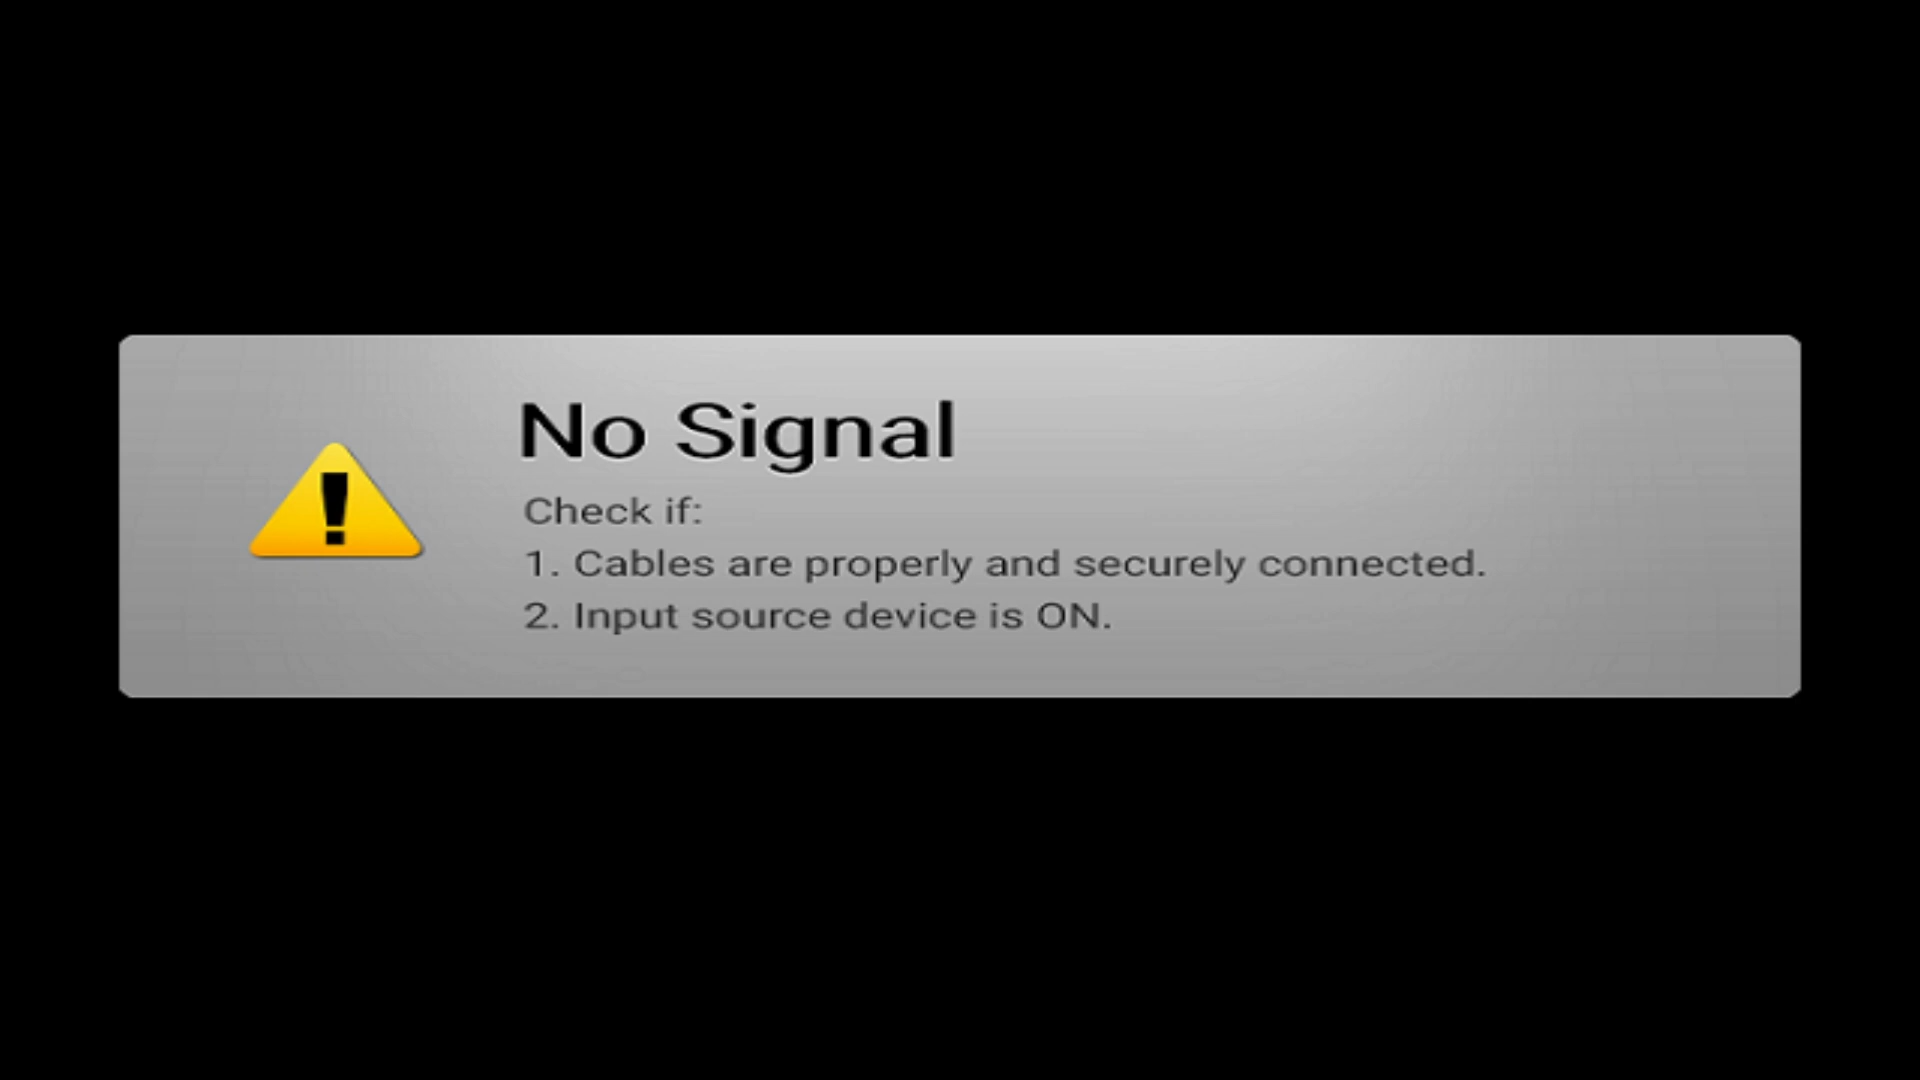 No Signal
Check if:
1. Cables are properly and securely connected.
2. Input source device is ON.